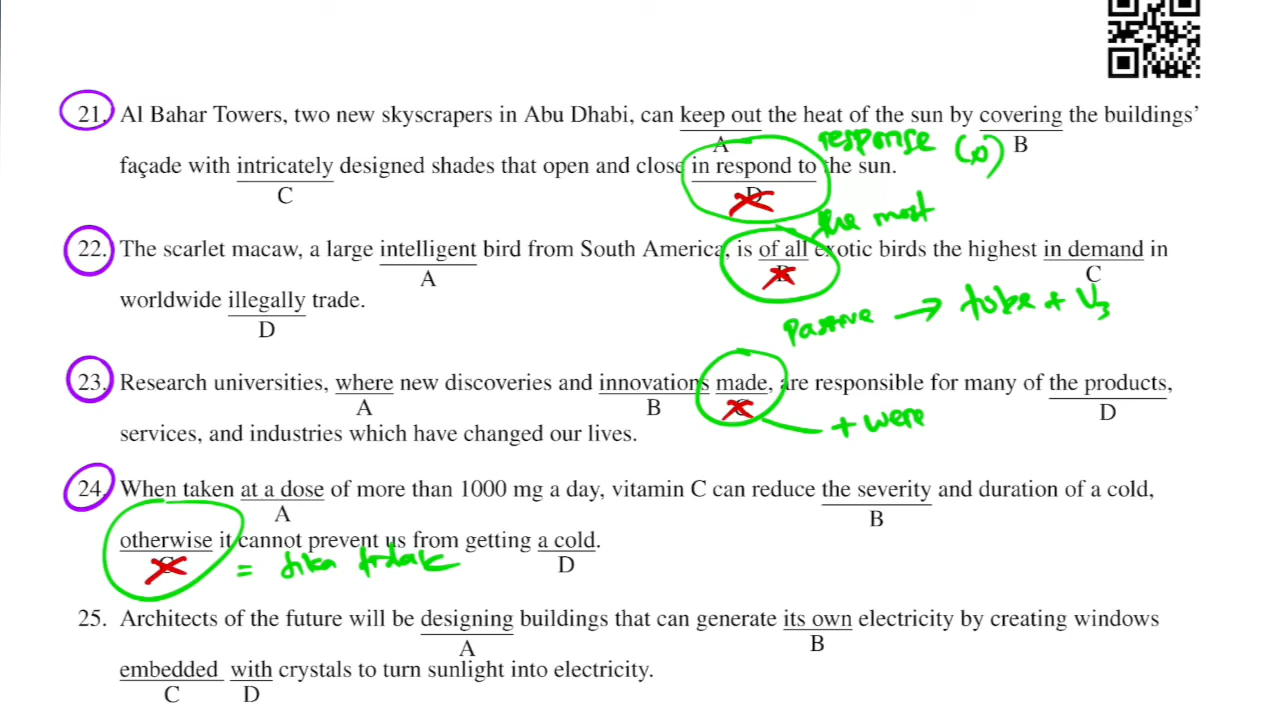 21. Al Bahar Towers, two new skyscrapers in Abu Dhabi, can keep out the heat of the sun by covering the buildings'
A
response (n)
B
façade with intricately designed shades that open and close in respond to the sun.
C
D
the most
22. The scarlet macaw, a large intelligent bird from South America, is of all exotic birds the highest in demand in
A
B
C
worldwide illegally trade.
D
passive → to be + V3
23. Research universities, where new discoveries and innovations made, are responsible for many of the products,
A
B
C
D
+ were
services, and industries which have changed our lives.
24. When taken at a dose of more than 1000 mg a day, vitamin C can reduce the severity and duration of a cold,
A
B
otherwise it cannot prevent us from getting a cold.
C
= jika tidak
D
25. Architects of the future will be designing buildings that can generate its own electricity by creating windows
A
B
embedded with crystals to turn sunlight into electricity.
C
D